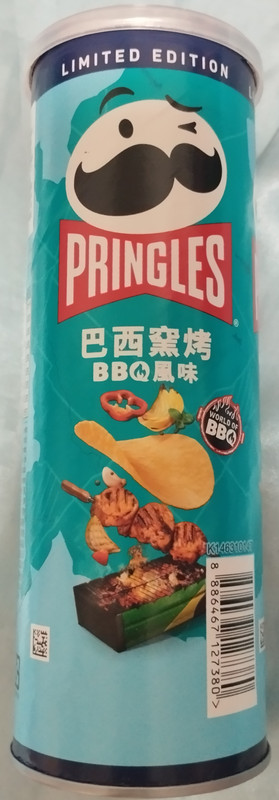 LIMITED EDITION
PRINGLES
巴西窯烤
BBQ風味
WORLD OF
BBQ
8 886467 127380 >